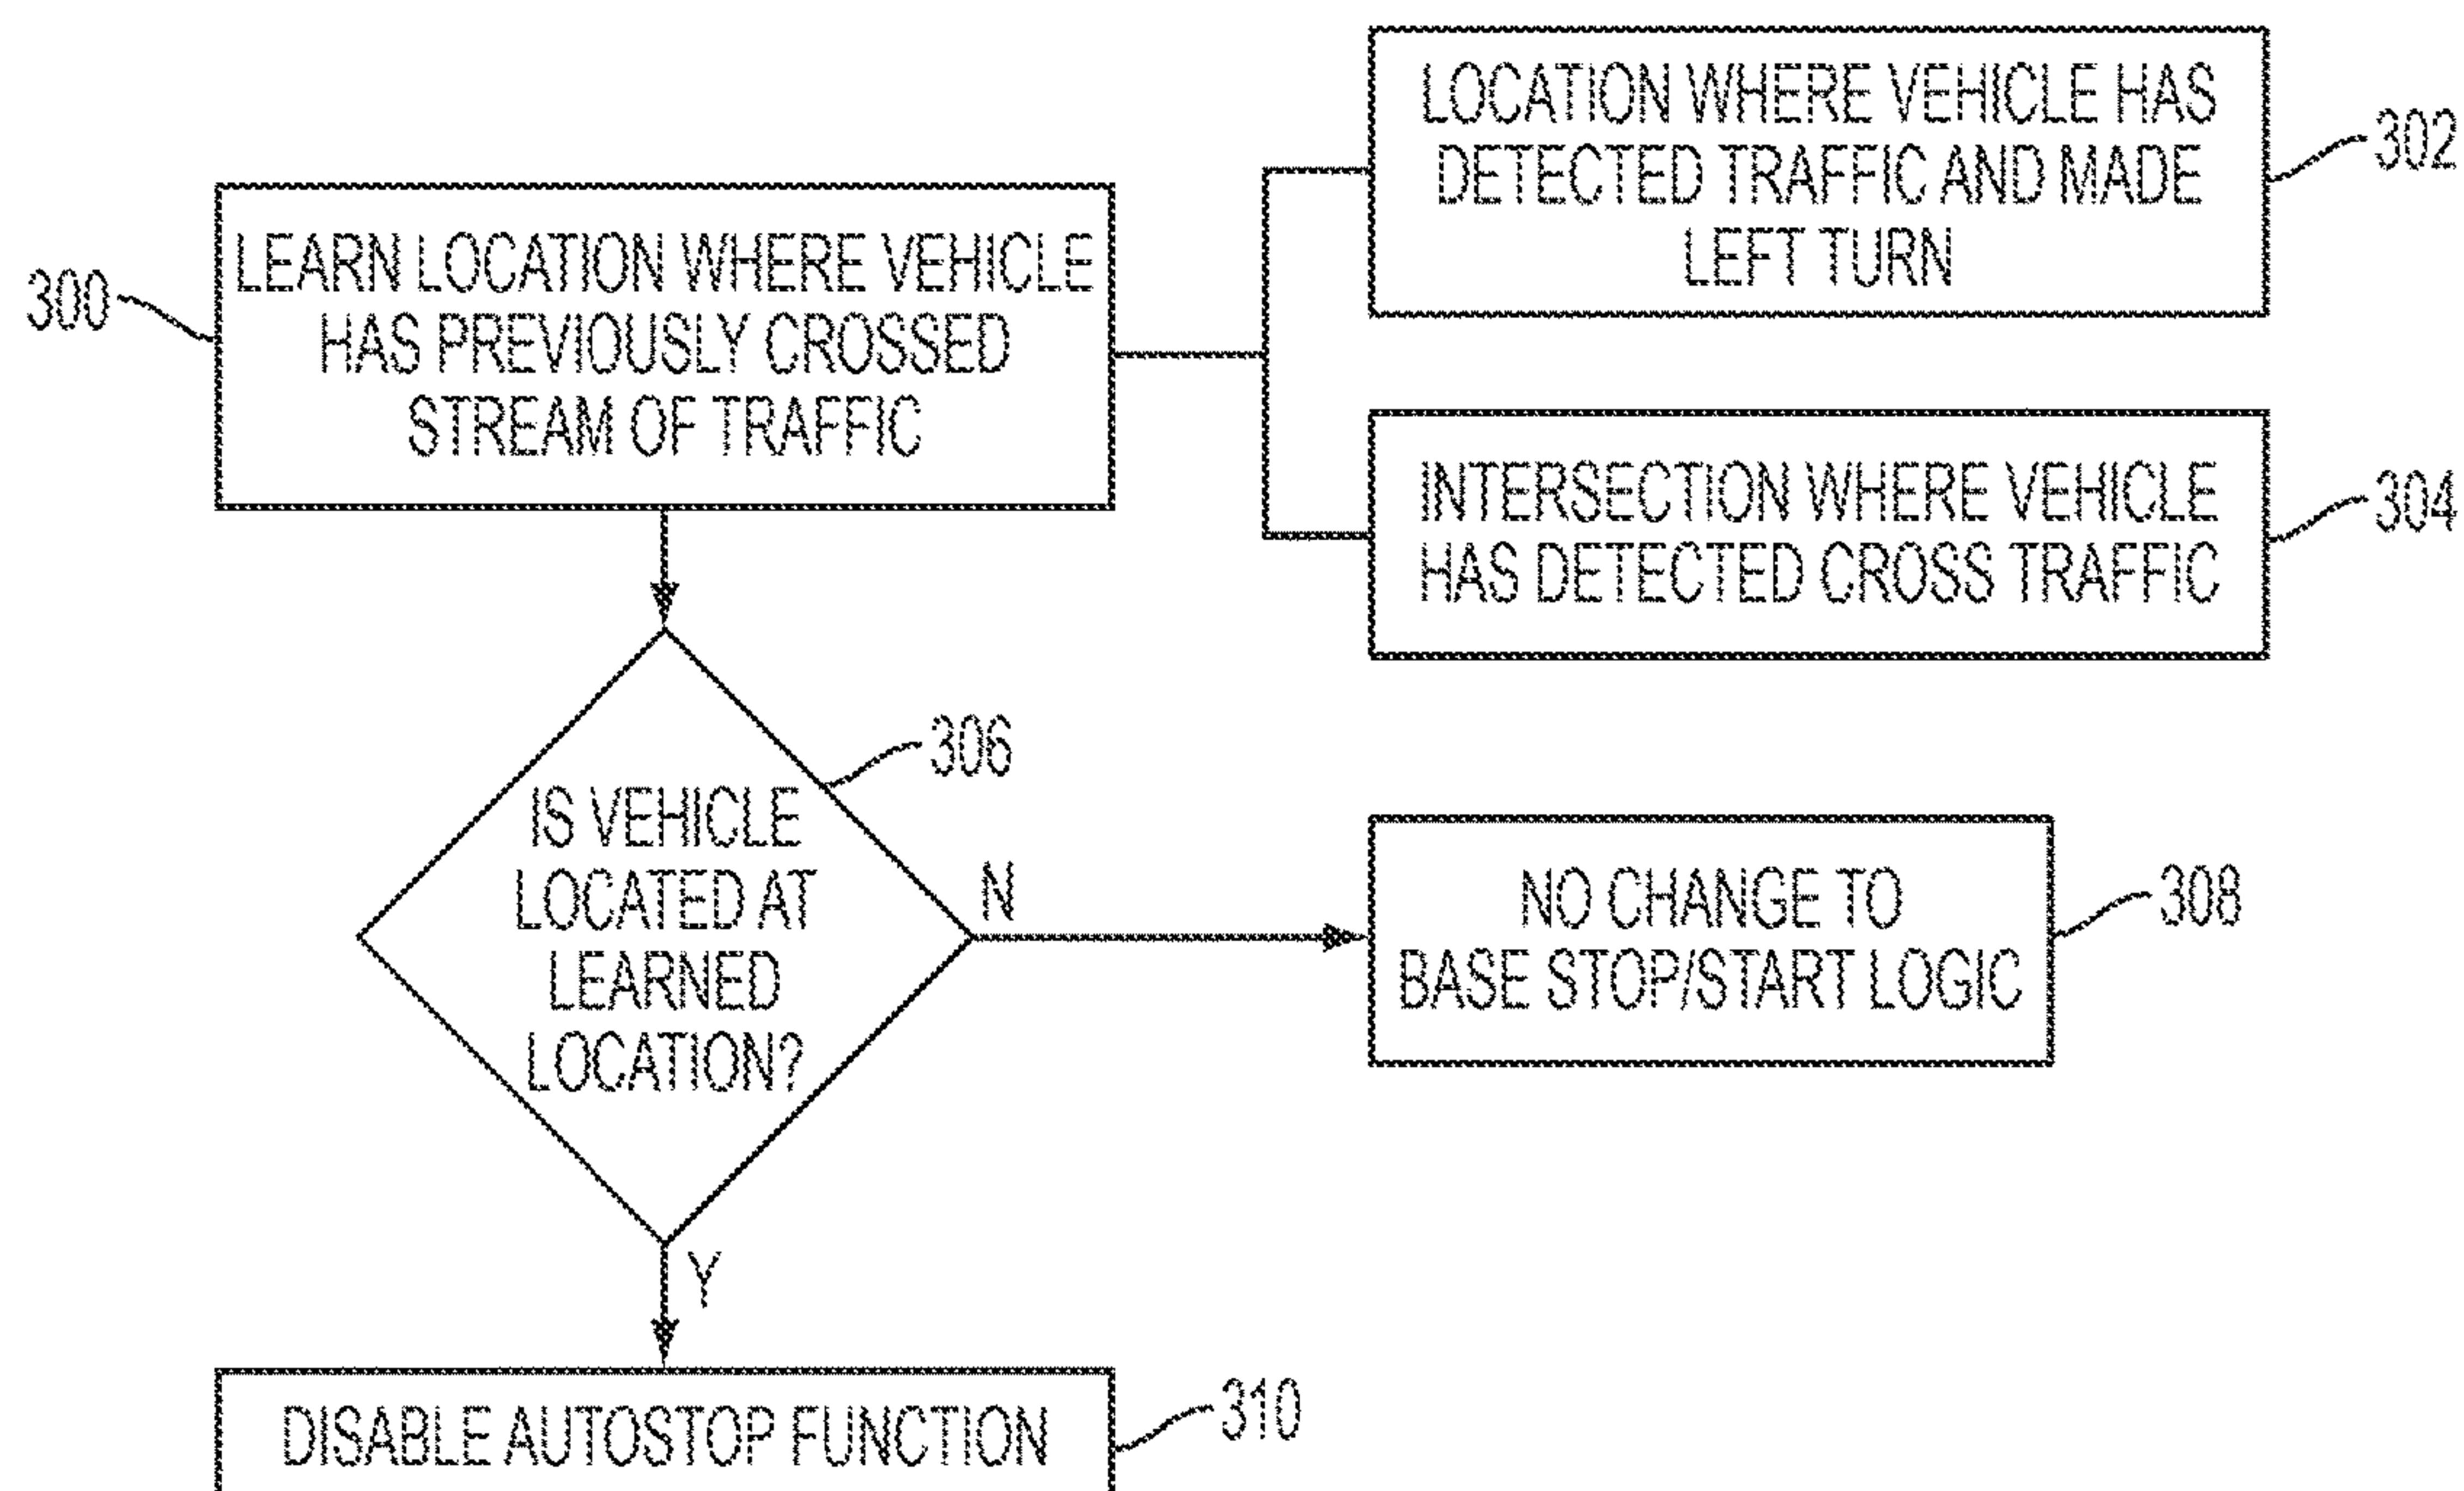 LOCATION WHERE VEHICLE HAS
DETECTED TRAFFIC AND MADE
LEFT TURN
302
300
LEARN LOCATION WHERE VEHICLE
HAS PREVIOUSLY CROSSED
STREAM OF TRAFFIC
INTERSECTION WHERE VEHICLE
HAS DETECTED CROSS TRAFFIC
304
306
IS VEHICLE
LOCATED AT
LEARNED
LOCATION?
N
NO CHANGE TO
BASE STOP/START LOGIC
308
Y
DISABLE AUTOSTOP FUNCTION
310